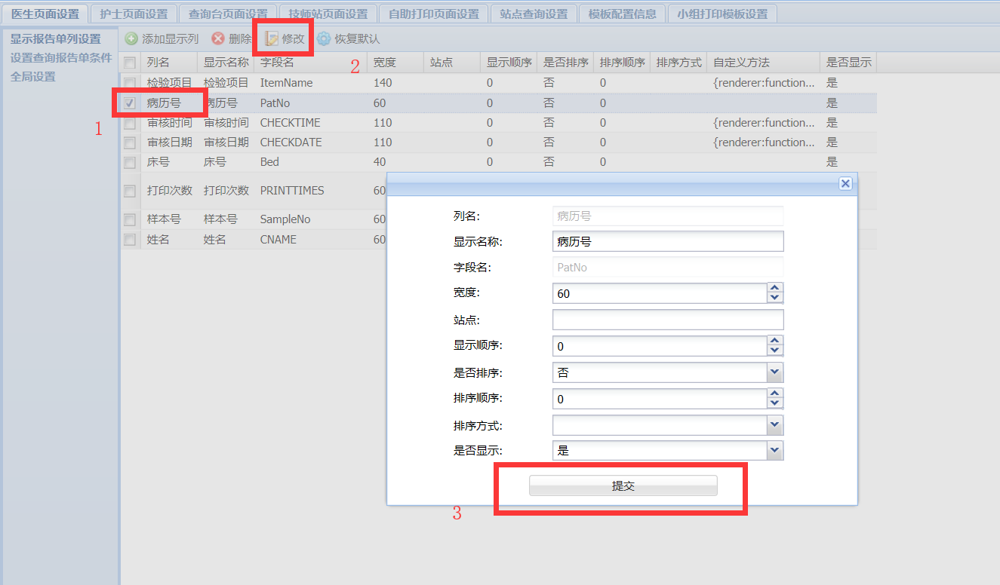 医生页面设置 护士页面设置 查询台页面设置 技师站页面设置 自助打印页面设置 站点查询设置 模板配置信息 小组打印模板设置
显示报告单列设置
设置查询报告单条件
全局设置
添加显示列 删除 修改 恢复默认
2
列名 显示名称 字段名 宽度 站点 显示顺序 是否排序 排序顺序 排序方式 自定义方法 是否显示
检验项目 检验项目 ItemName 140 0 否 0 {renderer:function... 是
病历号 病历号 PatNo 60 0 否 0 是
1
审核时间 审核时间 CHECKTIME 110 0 否 0 {renderer:function... 是
审核日期 审核日期 CHECKDATE 110 0 否 0 {renderer:function... 是
床号 床号 Bed 40 0 否 0 是
打印次数 打印次数 PRINTTIMES 60
样本号 样本号 SampleNo 60
姓名 姓名 CNAME 60
列名: 病历号
显示名称: 病历号
字段名: PatNo
宽度: 60
站点:
显示顺序: 0
是否排序: 否
排序顺序: 0
排序方式:
是否显示: 是
提交
3